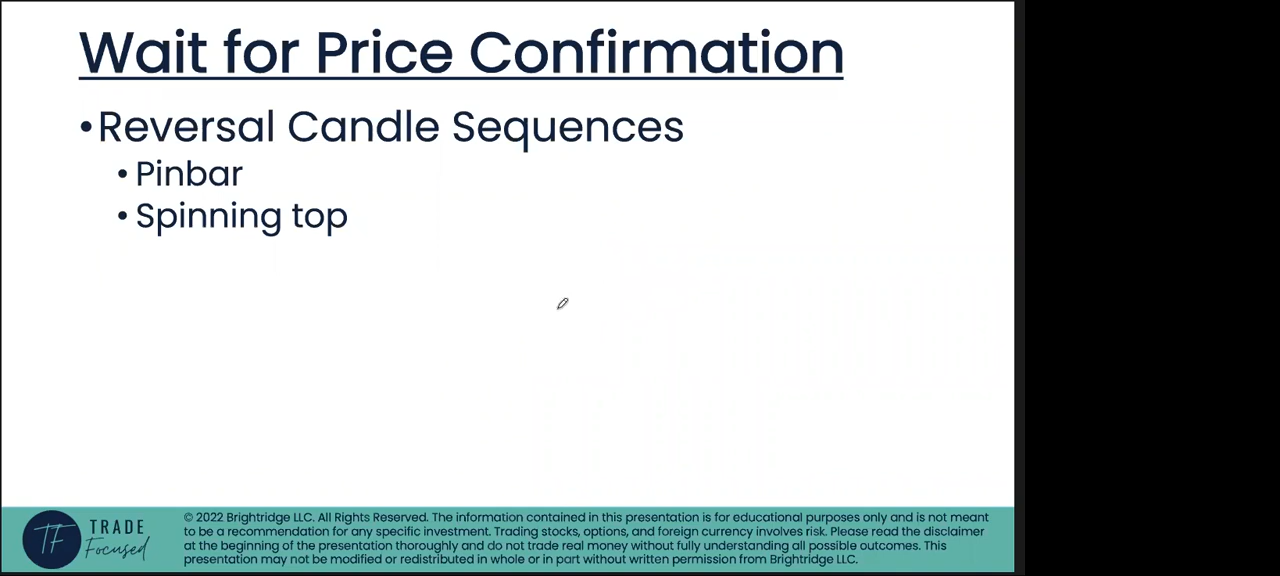 Wait for Price Confirmation
•Reversal Candle Sequences
• Pinbar
• Spinning top
TF TRADE
Focused
© 2022 Brightridge LLC. All Rights Reserved. The information contained in this presentation is for educational purposes only and is not meant
to be a recommendation for any specific investment. Trading stocks, options, and foreign currency involves risk. Please read the disclaimer
at the beginning of the presentation thoroughly and do not trade real money without fully understanding all possible outcomes. This
presentation may not be modified or redistributed in whole or in part without written permission from Brightridge LLC.